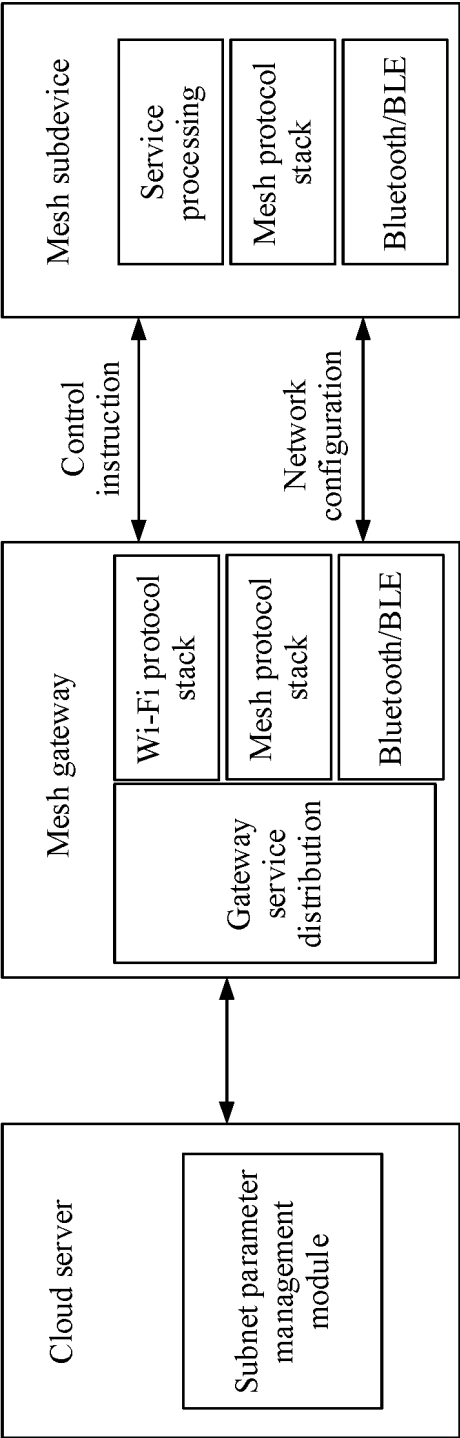 Cloud server
Subnet parameter
management
module
Mesh gateway
Gateway
service
distribution
Wi-Fi protocol
stack
Mesh protocol
stack
Bluetooth/BLE
Control
instruction
Network
configuration
Mesh subdevice
Service
processing
Mesh protocol
stack
Bluetooth/BLE